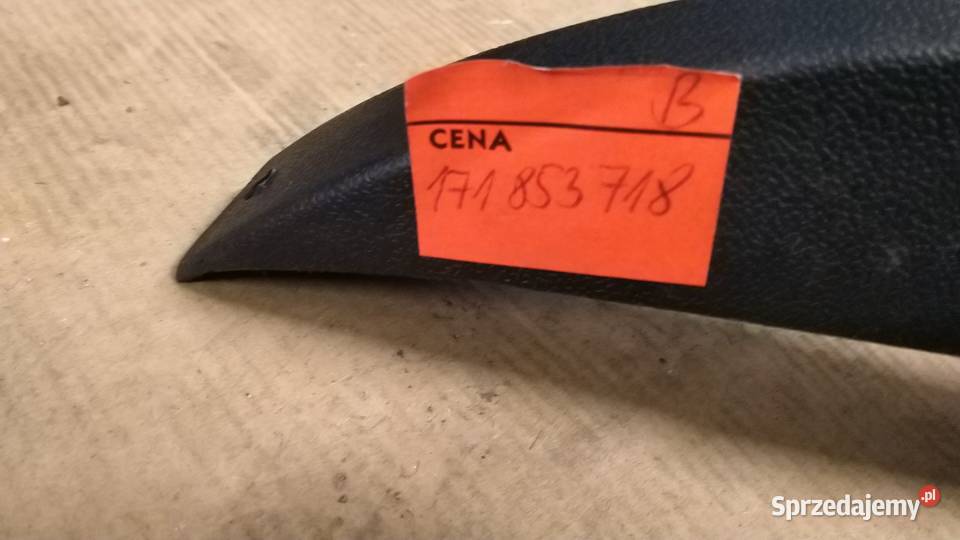 B
CENA
171 853 718
Sprzedajemy.pl